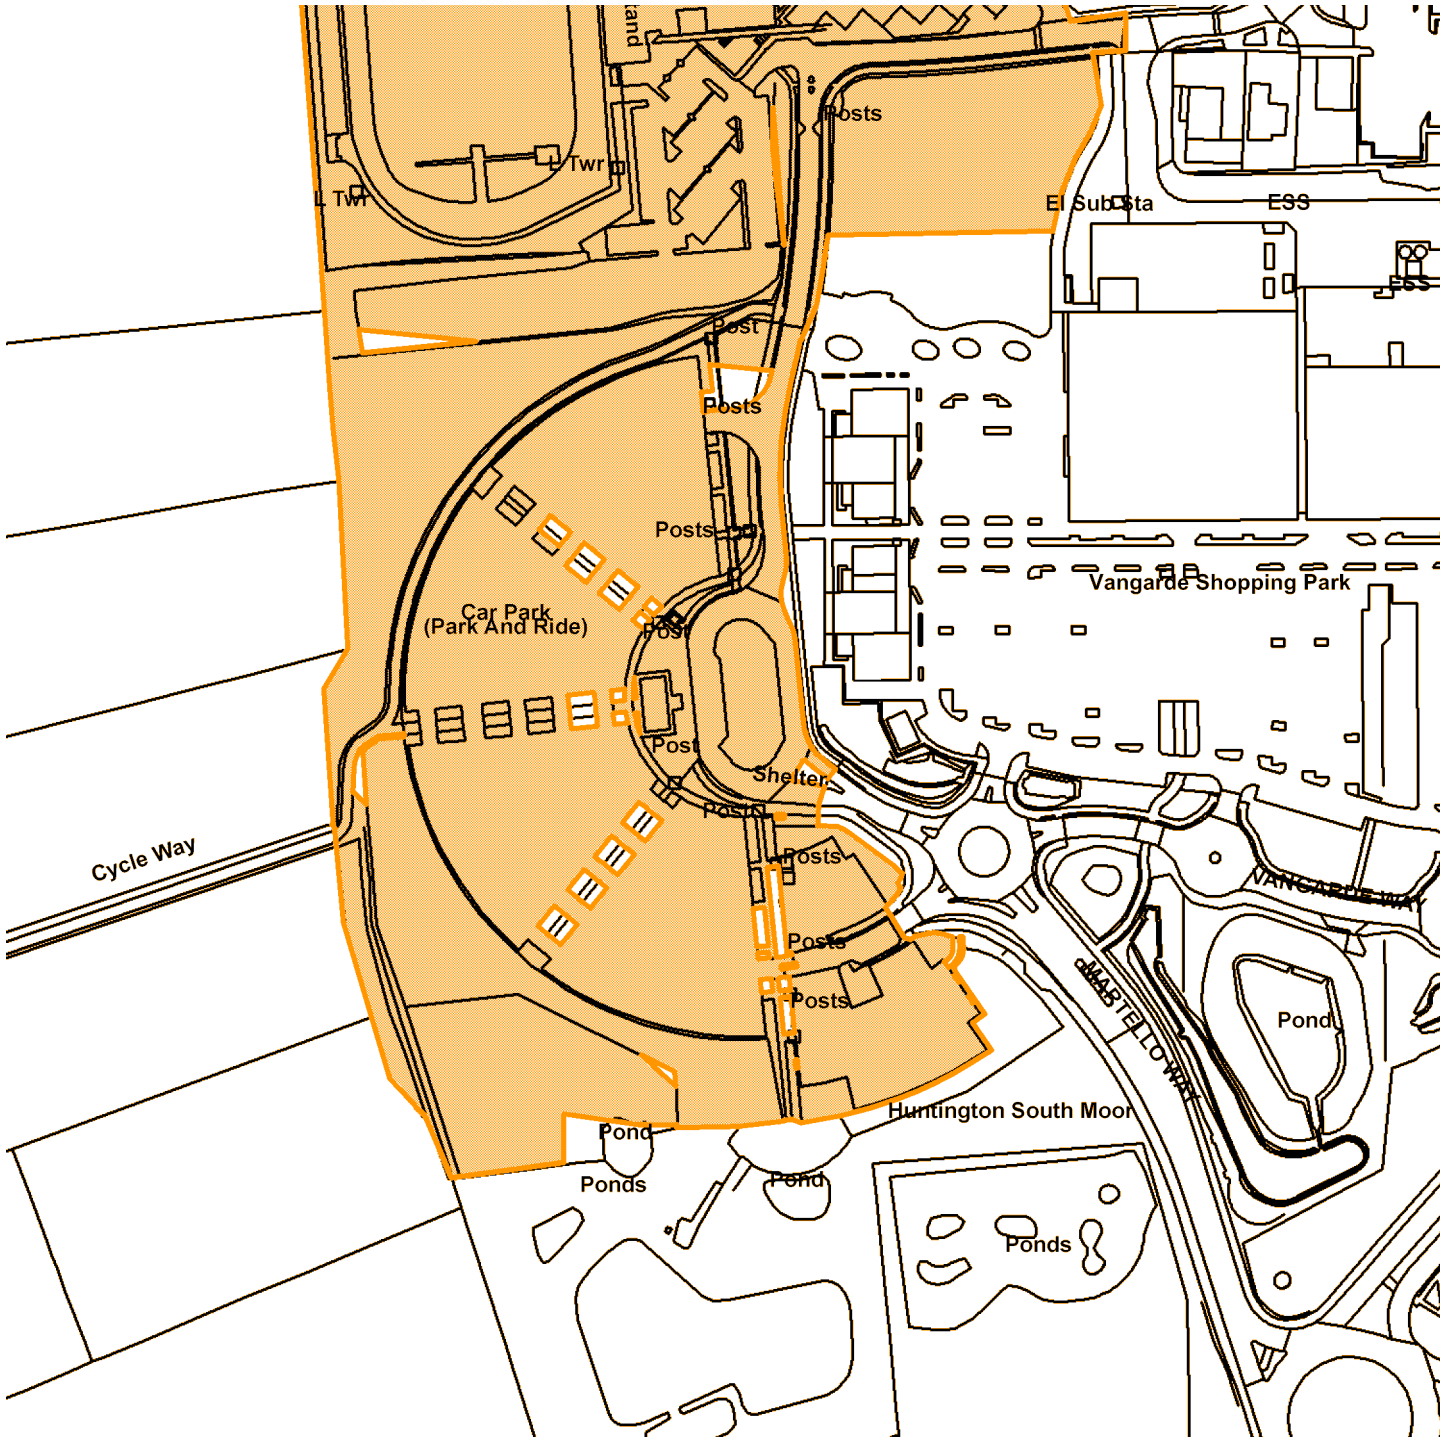 Posts
L Twr
L Twr
El Sub Sta
ESS
ESS
Post
Posts
Posts
Vangarde Shopping Park
Car Park
(Park And Ride)
Post
Post
Shelter
Post
Cycle Way
Posts
VANGARDE WAY
Posts
Posts
MARTELLO WAY
Pond
Huntington South Moor
Pond
Pond
Ponds
Ponds